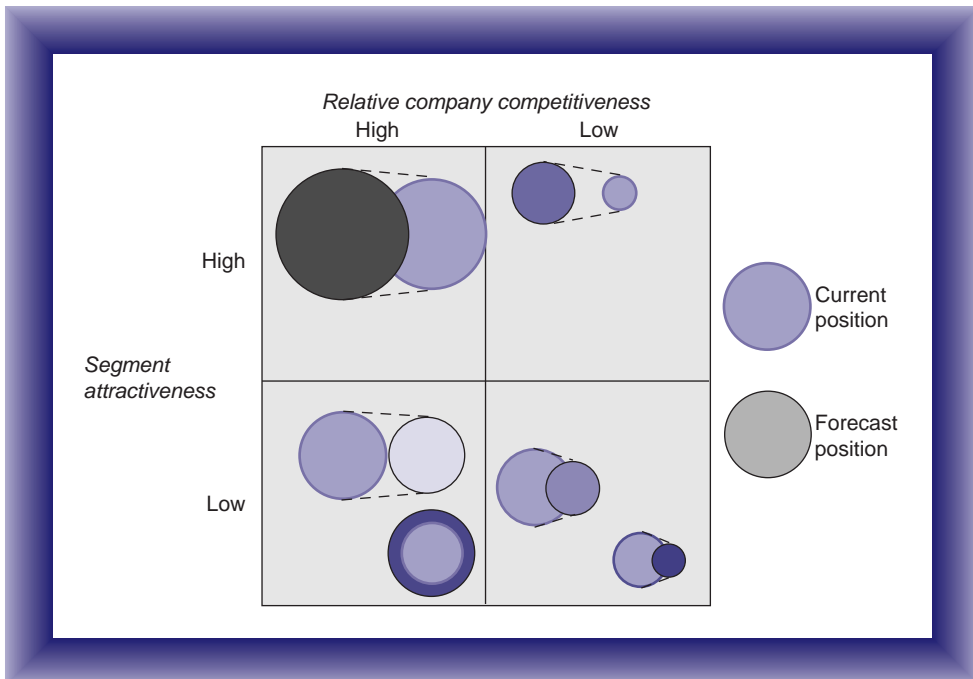 Relative company competitiveness
High
Low
High
Segment
attractiveness
Low
Current
position
Forecast
position